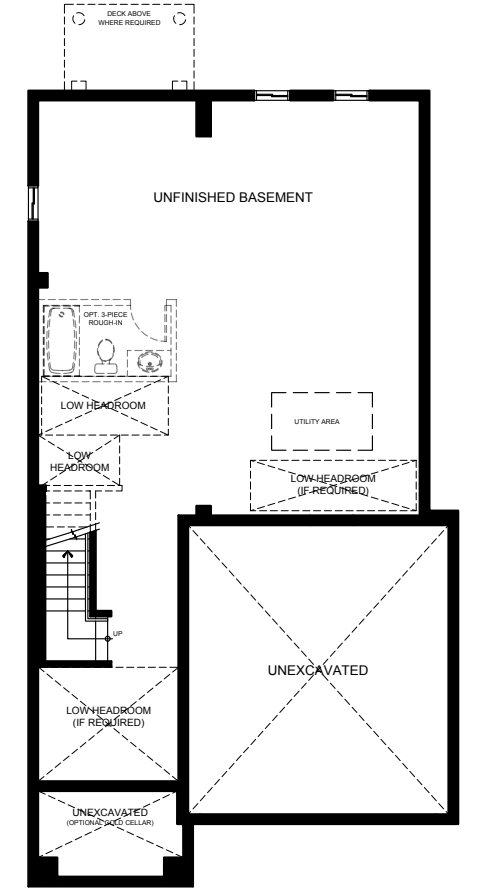 DECK ABOVE
WHERE REQUIRED
UNFINISHED BASEMENT
OPT. 3-PIECE
ROUGH-IN
LOW HEADROOM
UTILITY AREA
LOW
HEADROOM
LOW HEADROOM
(IF REQUIRED)
UP
UNEXCAVATED
LOW HEADROOM
(IF REQUIRED)
UNEXCAVATED
(OPTIONAL COLD CELLAR)